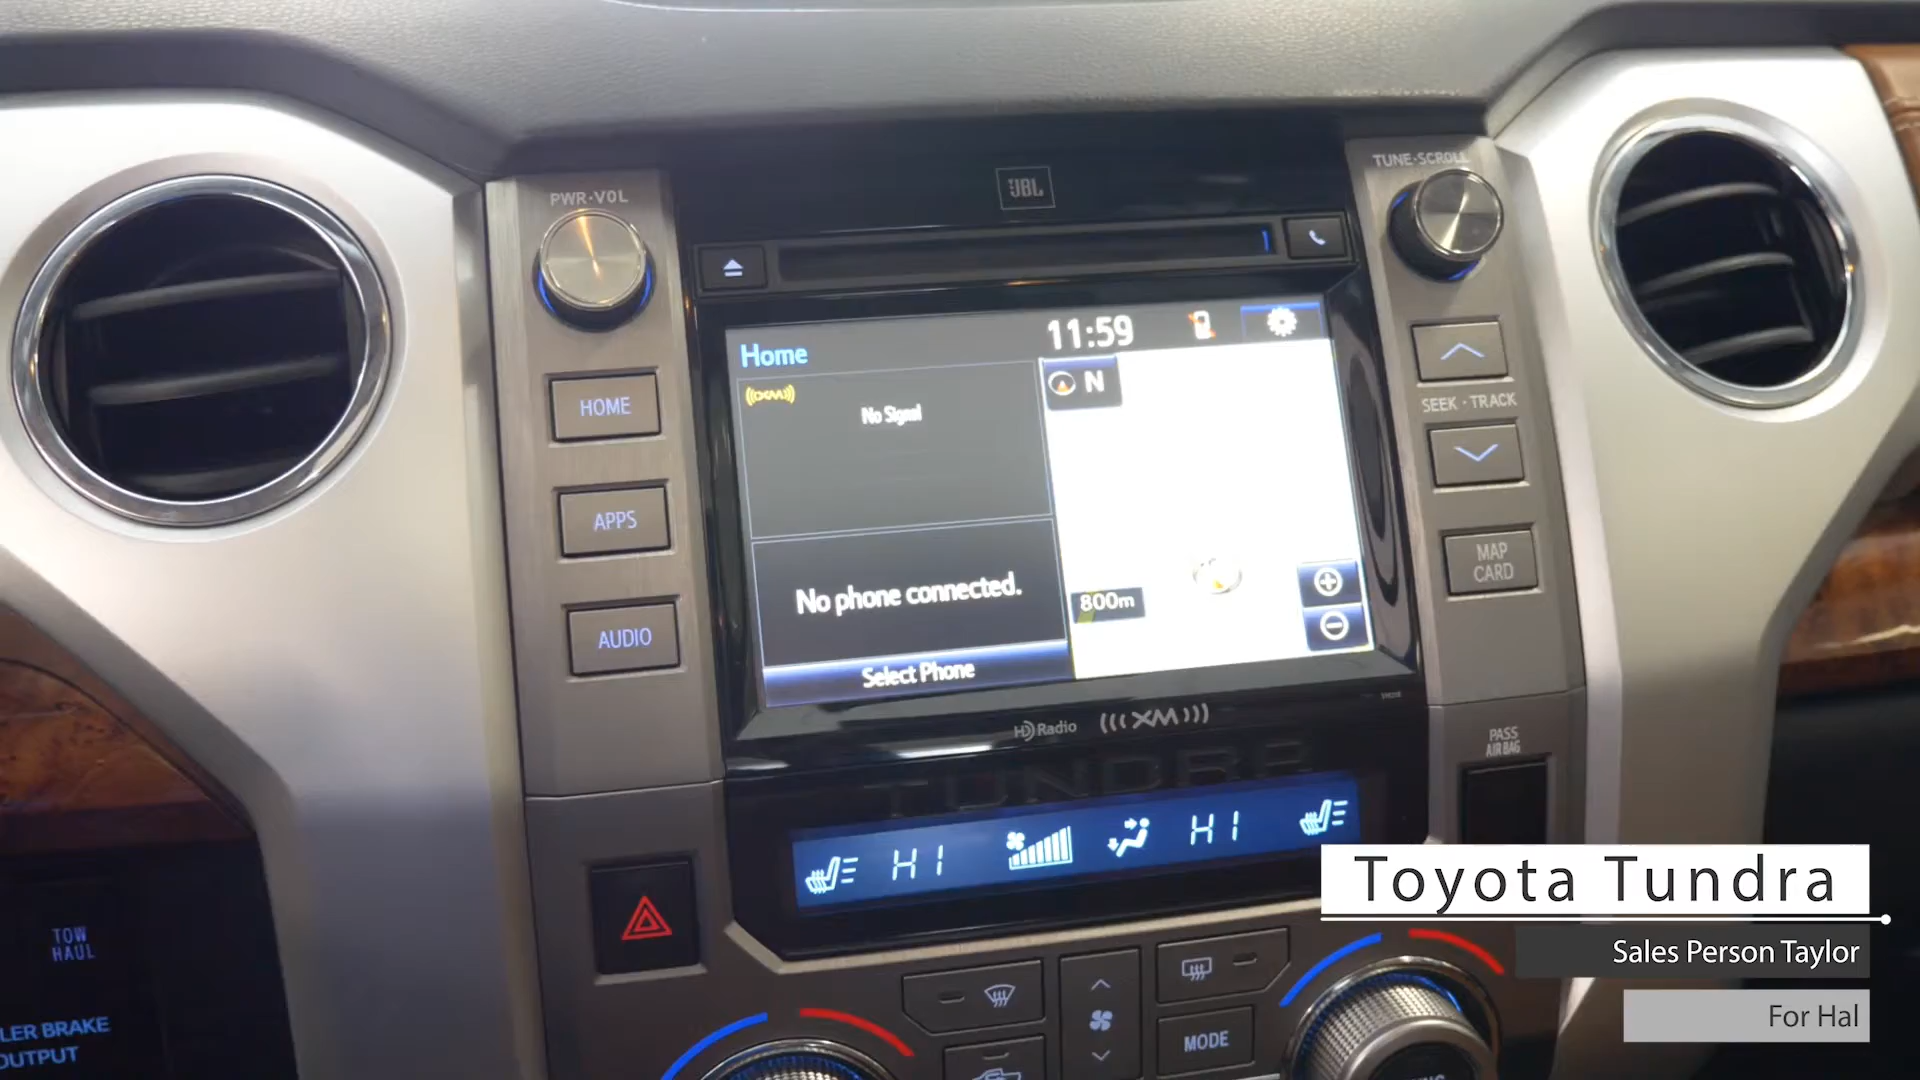 JBL
TUNE·SCROLL
PWR·VOL
11:59
Home
N
XM
No Signal
HOME
SEEK·TRACK
APPS
MAP
CARD
No phone connected.
800m
AUDIO
Select Phone
HD Radio
XM
PASS
AIR BAG
TUNDRA
HI
HI
Toyota Tundra
Sales Person Taylor
For Hal
TOW
HAUL
LER BRAKE
OUTPUT
MODE